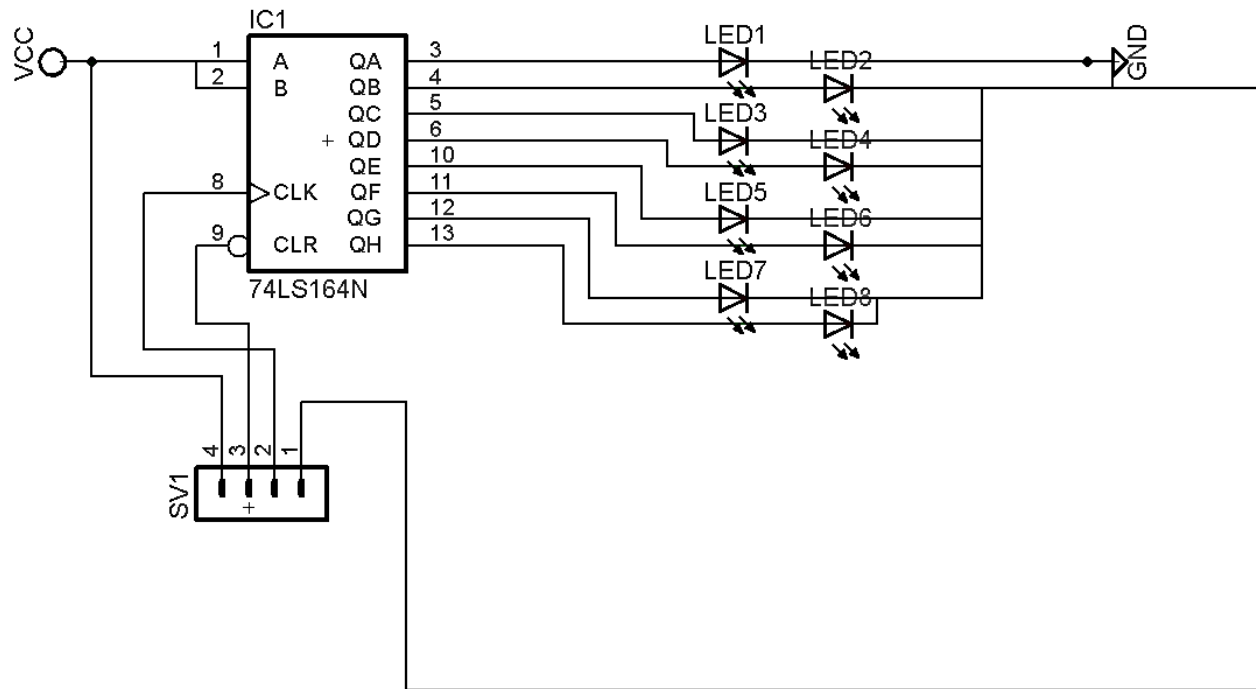 IC1
VCC
1 A QA 3
2 B QB 4
QC 5
QD 6
QE 10
8 CLK QF 11
QG 12
9 CLR QH 13
74LS164N
LED1
LED2
LED3
LED4
LED5
LED6
LED7
LED8
GND
4 3 2 1
SV1